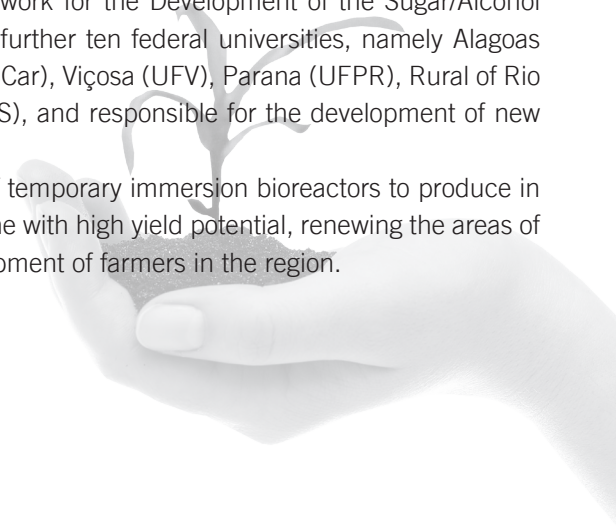 work for the Development of the Sugar/Alcohol
further ten federal universities, namely Alagoas
Car), Viçosa (UFV), Parana (UFPR), Rural of Rio
S), and responsible for the development of new
temporary immersion bioreactors to produce in
e with high yield potential, renewing the areas of
pment of farmers in the region.